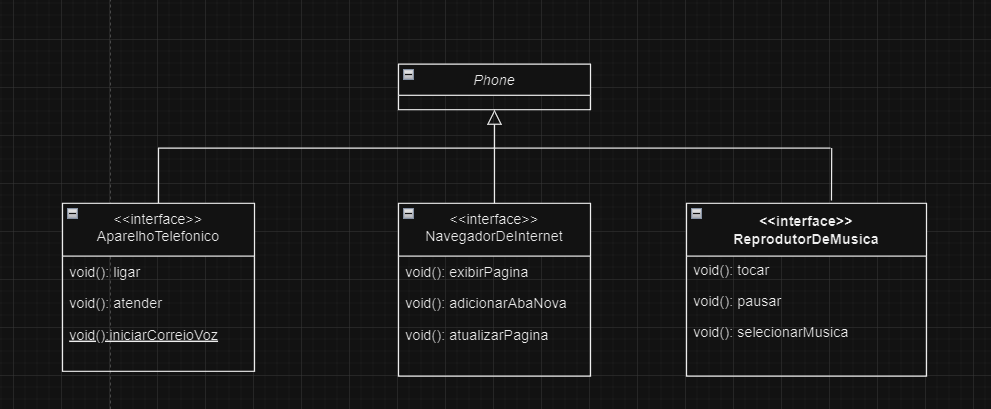 Phone
<<interface>>
AparelhoTelefonico
void(): ligar
void(): atender
void():iniciarCorreioVoz
<<interface>>
NavegadorDeInternet
void(): exibirPagina
void(): adicionarAbaNova
void(): atualizarPagina
<<interface>>
ReprodutorDeMusica
void(): tocar
void(): pausar
void(): selecionarMusica